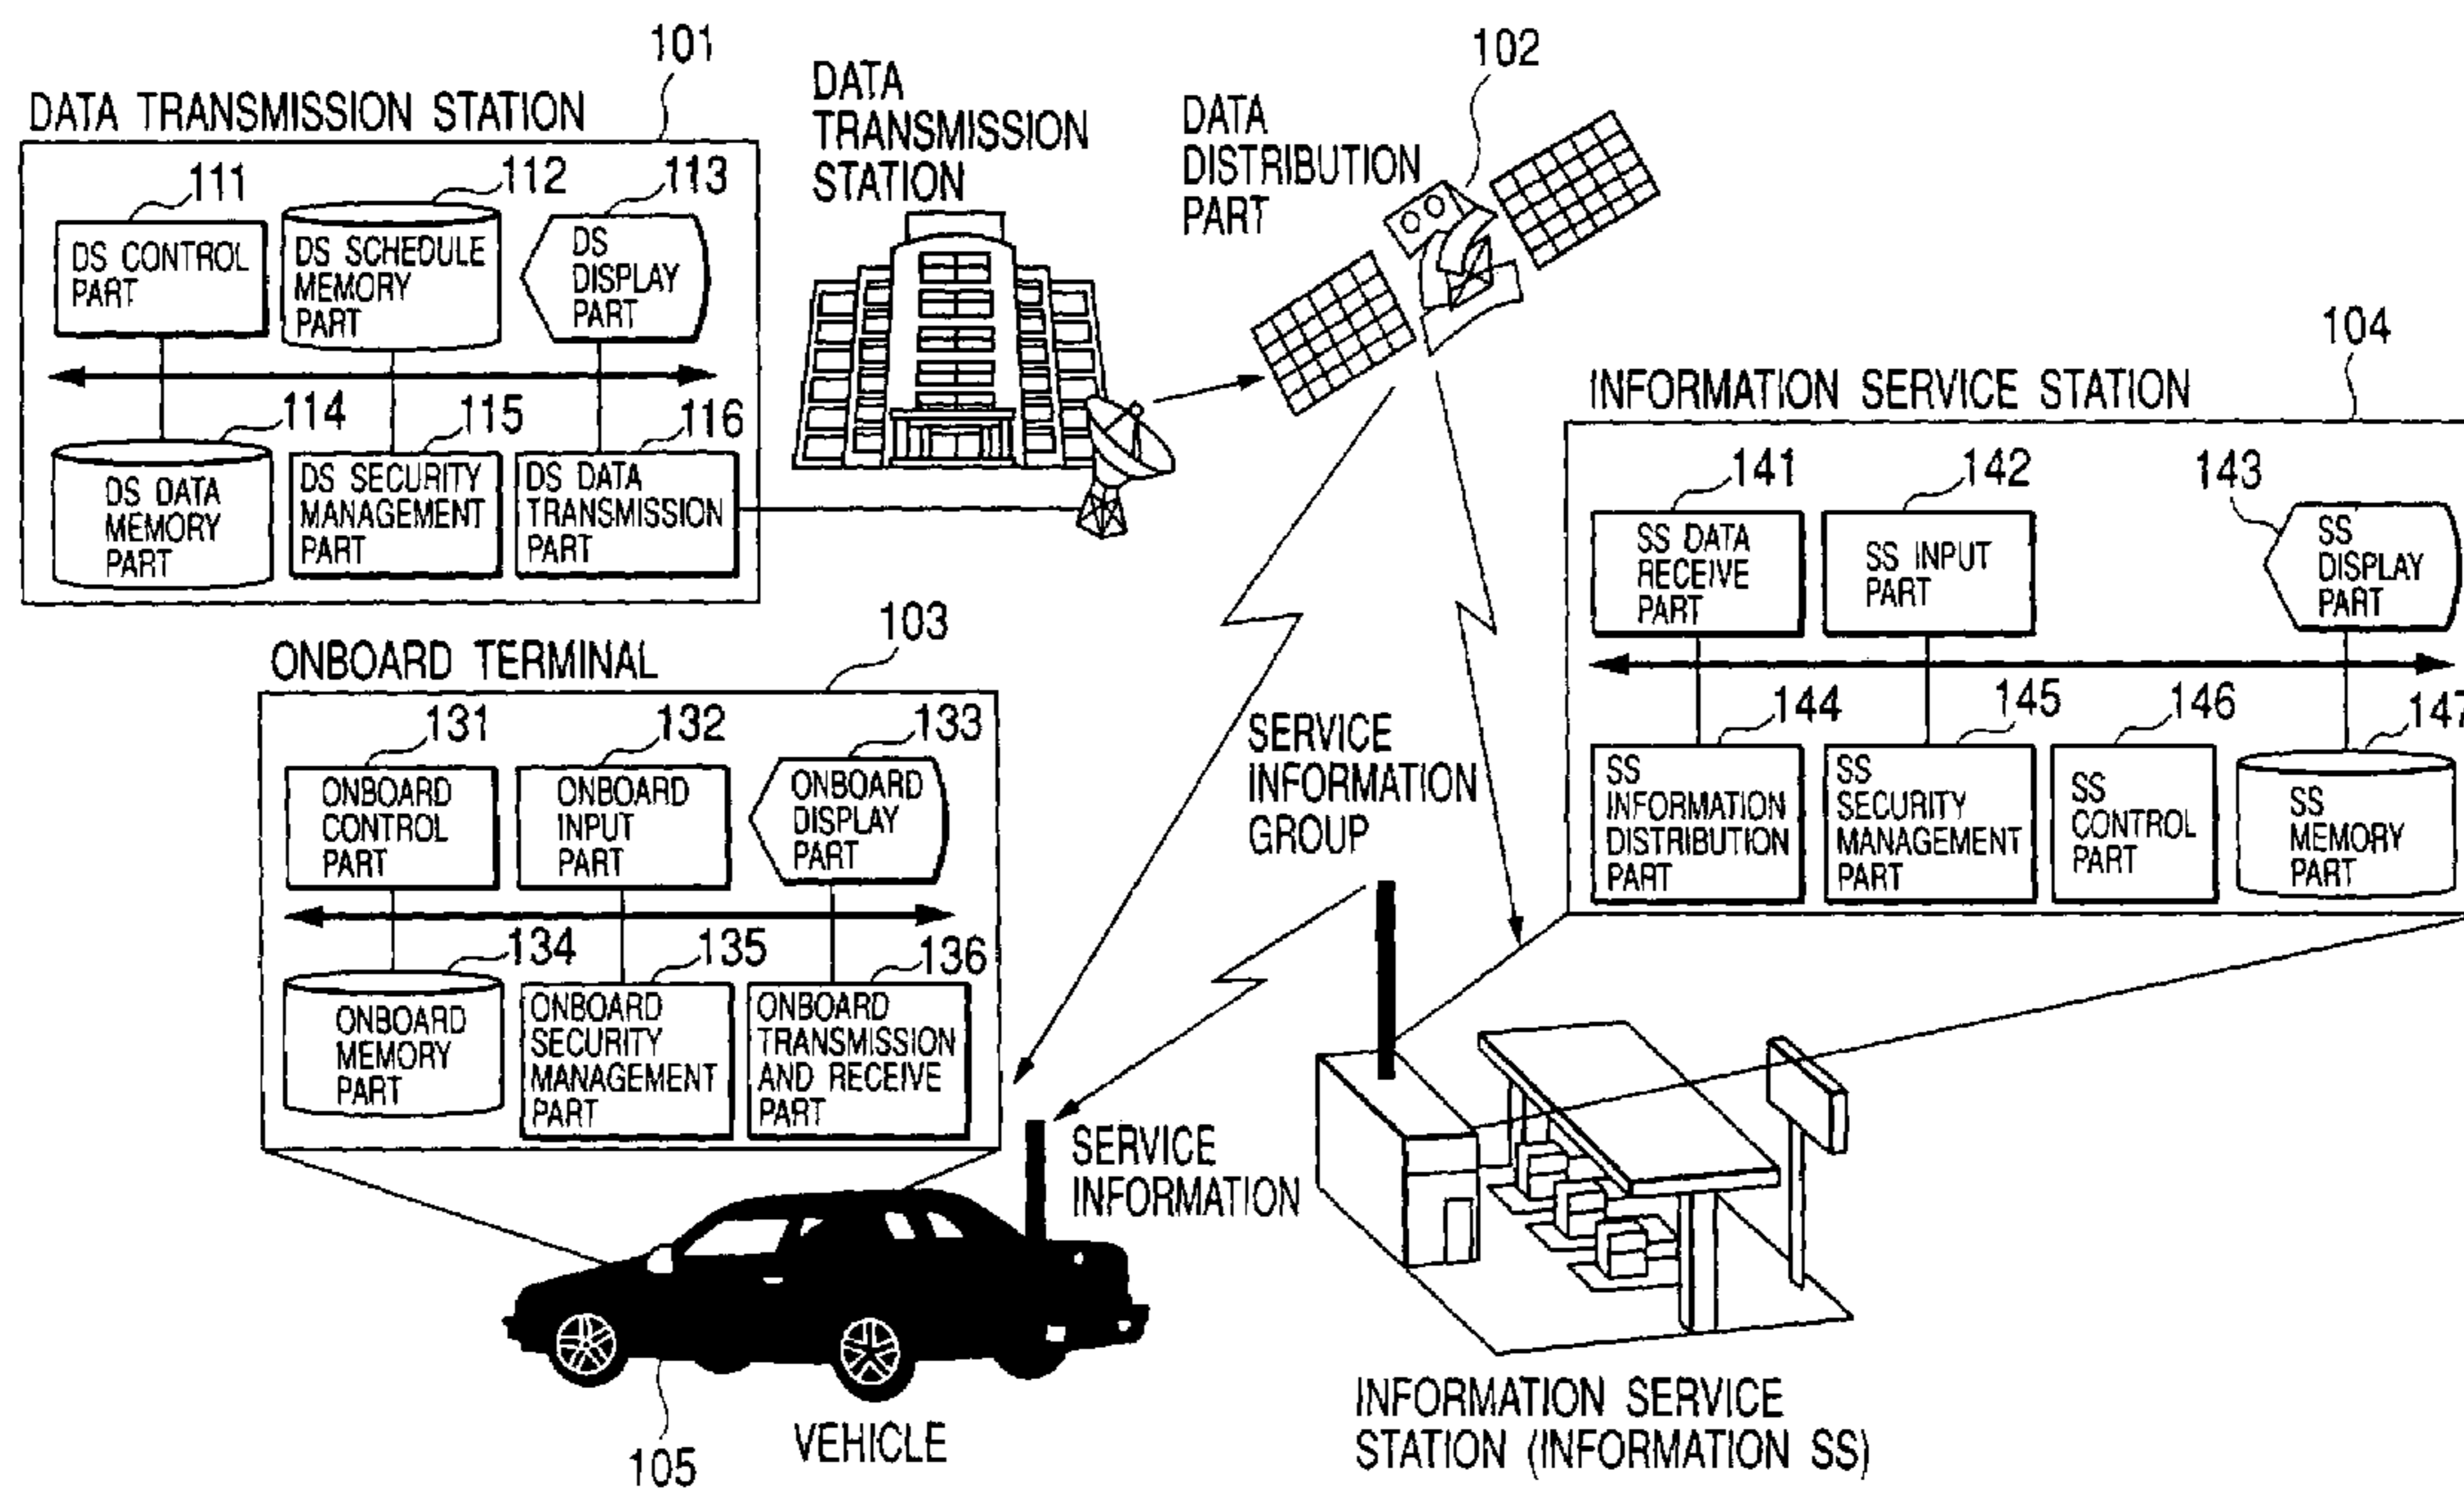 101
DATA TRANSMISSION STATION
111
112
113
DS CONTROL
PART
DS SCHEDULE
MEMORY
PART
DS
DISPLAY
PART
114
115
116
DS DATA
MEMORY
PART
DS SECURITY
MANAGEMENT
PART
DS DATA
TRANSMISSION
PART
DATA
TRANSMISSION
STATION
DATA
DISTRIBUTION
PART
102
104
INFORMATION SERVICE STATION
141
142
143
SS DATA
RECEIVE
PART
SS INPUT
PART
SS
DISPLAY
PART
144
145
146
147
SS
INFORMATION
DISTRIBUTION
PART
SS
SECURITY
MANAGEMENT
PART
SS
CONTROL
PART
SS
MEMORY
PART
103
ONBOARD TERMINAL
131
132
133
ONBOARD
CONTROL
PART
ONBOARD
INPUT
PART
ONBOARD
DISPLAY
PART
134
135
136
ONBOARD
MEMORY
PART
ONBOARD
SECURITY
MANAGEMENT
PART
ONBOARD
TRANSMISSION
AND RECEIVE
PART
SERVICE
INFORMATION
GROUP
SERVICE
INFORMATION
105
VEHICLE
INFORMATION SERVICE
STATION (INFORMATION SS)